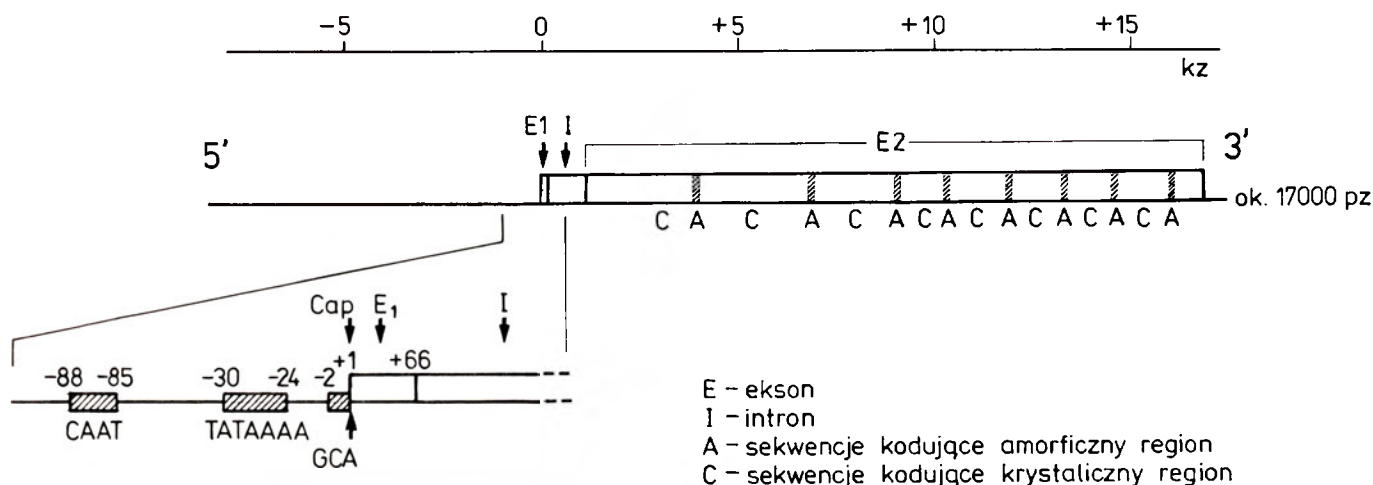 -5 0 +5 +10 +15
kz
E1 I E2
5' 3'
ok. 17000 pz
C A C A C A C A C A C A C A C A
Cap E₁ I
-88 -85 -30 -24 -2 +1 +66
CAAT TATAAAA
GCA
E - ekson
I - intron
A - sekwencje kodujące amorficzny region
C - sekwencje kodujące krystaliczny region